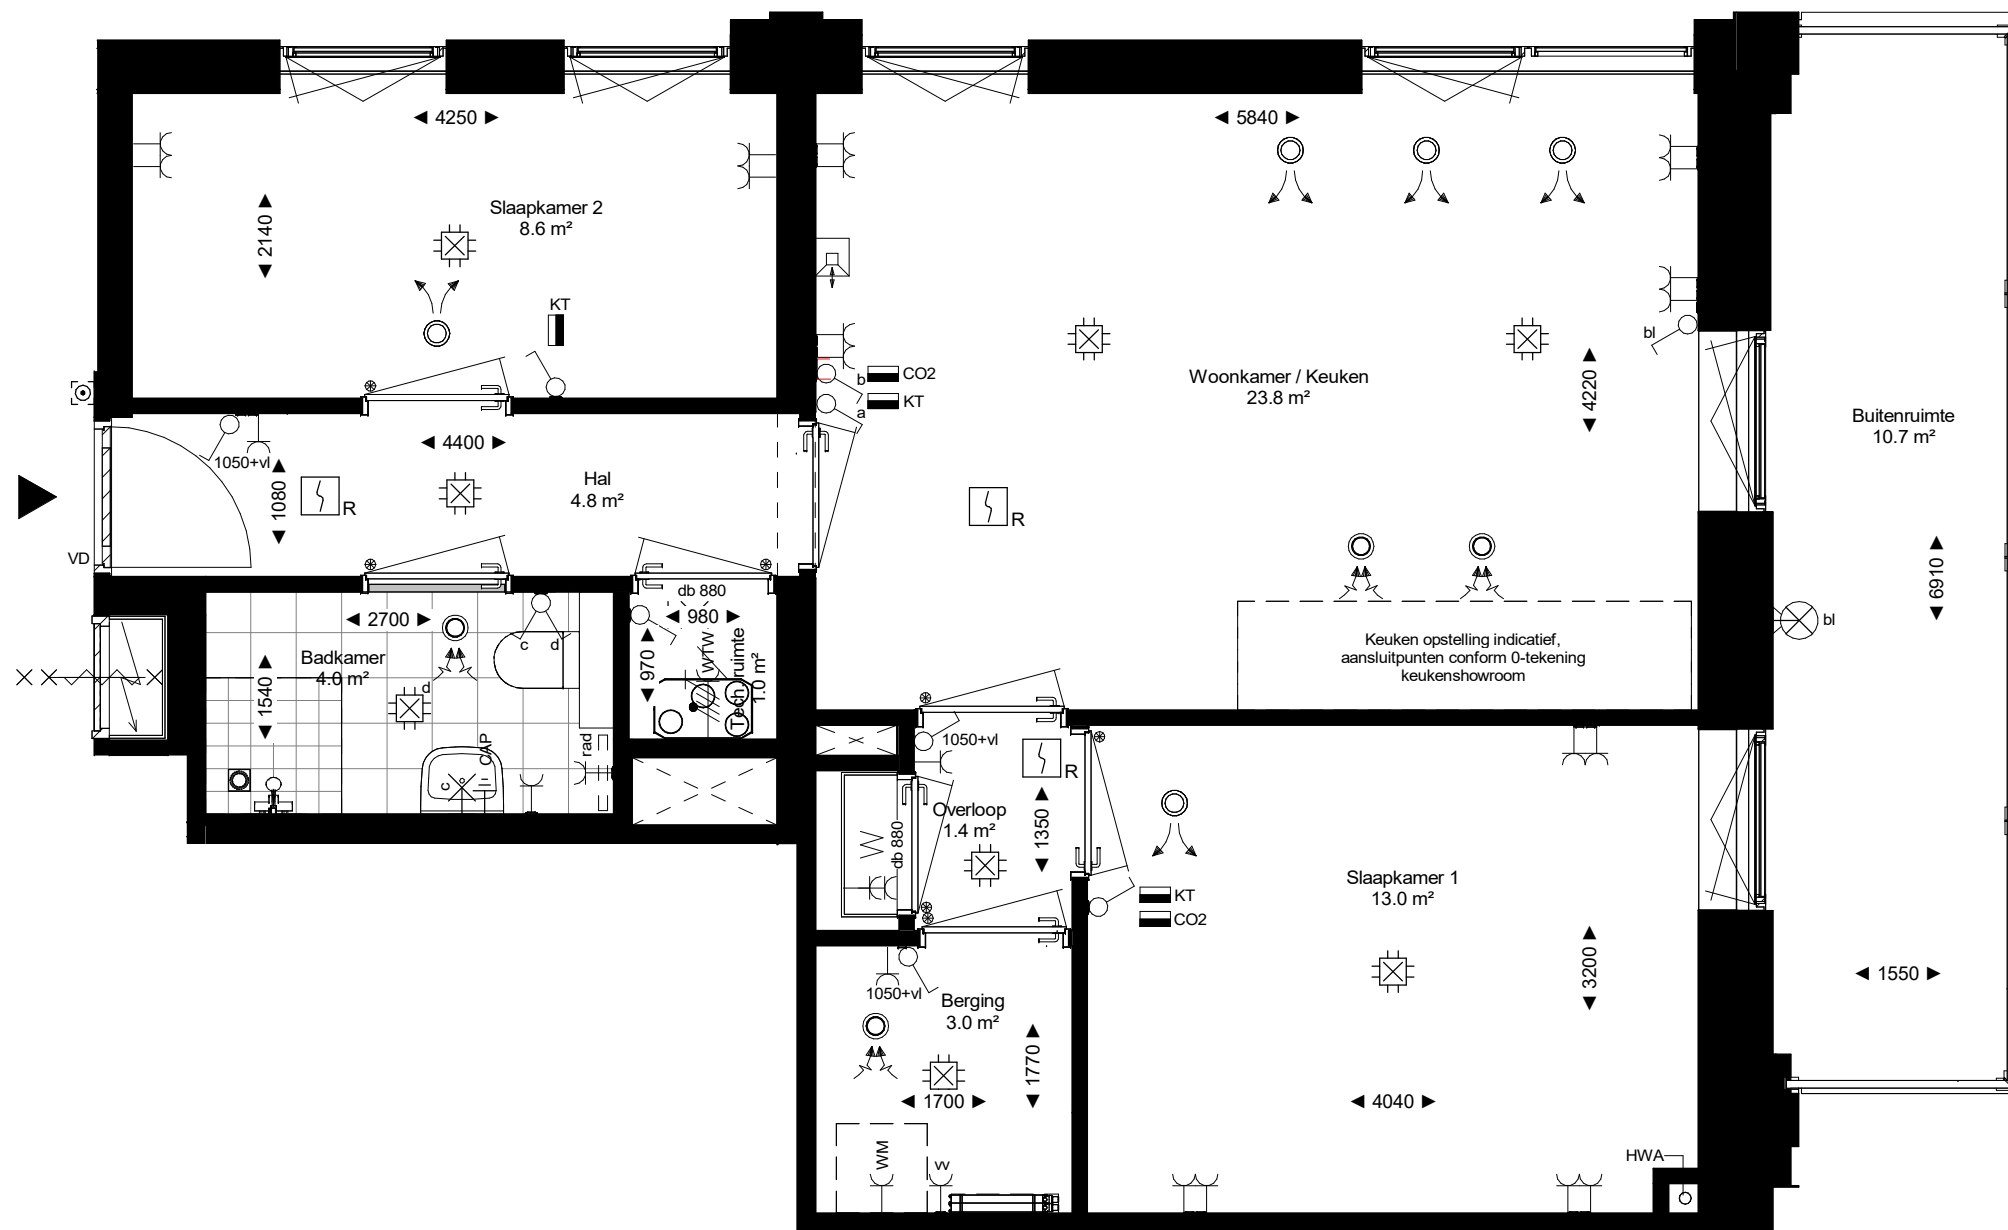 ◄ 4250 ►
◄ 5840 ►
◄ 2140 ►
Slaapkamer 2
8.6 m²
KT
bl
b
CO2
KT
a
Woonkamer / Keuken
23.8 m²
◄ 4220 ►
Buitenruimte
10.7 m²
◄ 4400 ►
1050+vl
◄ 1080 ►
Hal
4.8 m²
R
R
VD
db 880
◄ 980 ►
◄ 2700 ►
◄ 6910 ►
bl
c
d
Badkamer
4.0 m²
◄ 1540 ►
d
◄ 970 ►
WTW
Tech. ruimte
1.0 m²
Keuken opstelling indicatief,
aansluitpunten conform 0-tekening
keukenshowroom
CAP
rad
c
1050+vl
R
Overloop
1.4 m²
◄ 1350 ►
db 880
KT
CO2
Slaapkamer 1
13.0 m²
◄ 3200 ►
◄ 1550 ►
1050+vl
Berging
3.0 m²
◄ 1770 ►
◄ 1700 ►
◄ 4040 ►
WM
vv
HWA